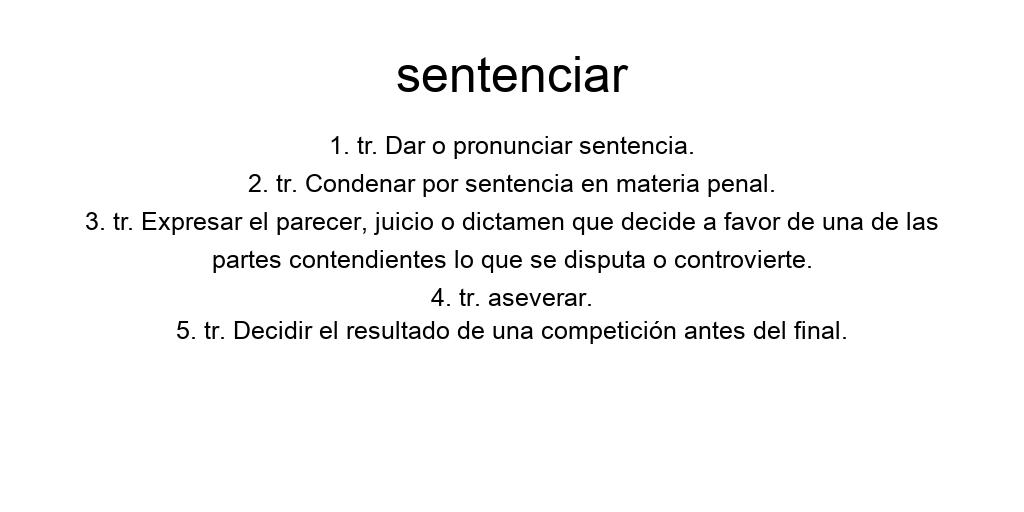 sentenciar
1. tr. Dar o pronunciar sentencia.
2. tr. Condenar por sentencia en materia penal.
3. tr. Expresar el parecer, juicio o dictamen que decide a favor de una de las
partes contendientes lo que se disputa o controvierte.
4. tr. aseverar.
5. tr. Decidir el resultado de una competición antes del final.